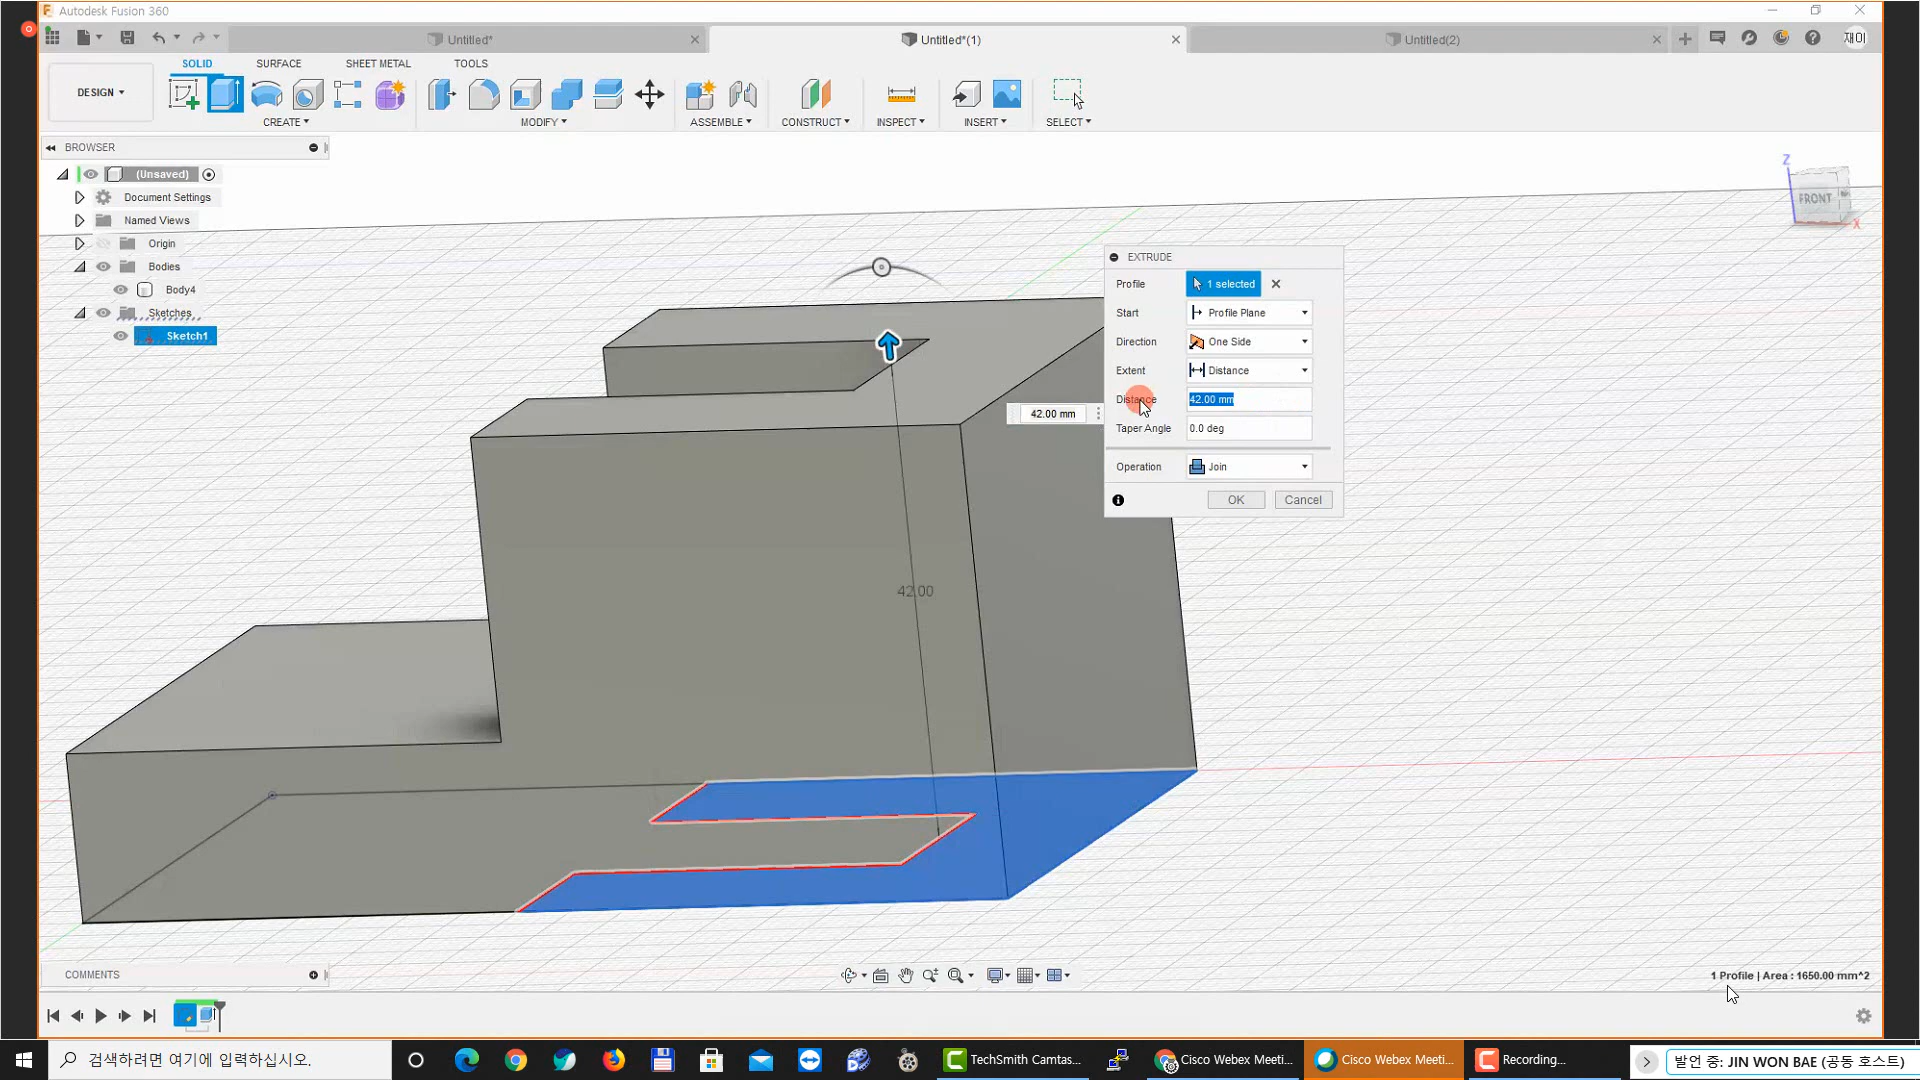 Autodesk Fusion 360
Untitled*
Untitled*(1)
Untitled(2)
재이
DESIGN
SOLID
SURFACE
SHEET METAL
TOOLS
CREATE
MODIFY
ASSEMBLE
CONSTRUCT
INSPECT
INSERT
SELECT
BROWSER
(Unsaved)
Document Settings
Named Views
Origin
Bodies
Body4
Sketches
Sketch1
Z
FRONT
X
EXTRUDE
Profile 1 selected
Start Profile Plane
Direction One Side
Extent Distance
Distance 42.00 mm
Taper Angle 0.0 deg
Operation Join
OK Cancel
42.00 mm
42.00
COMMENTS
1 Profile | Area : 1650.00 mm^2
검색하려면 여기에 입력하십시오.
TechSmith Camtas...
Cisco Webex Meeti...
Cisco Webex Meeti...
Recording...
발언 중: JIN WON BAE (공동 호스트)